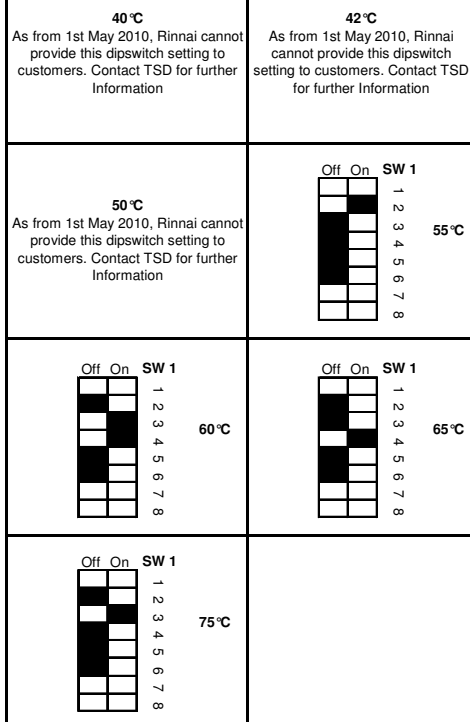 40°C
As from 1st May 2010, Rinnai cannot
provide this dipswitch setting to
customers. Contact TSD for further
Information
42°C
As from 1st May 2010, Rinnai
cannot provide this dipswitch
setting to customers. Contact TSD
for further Information
50°C
As from 1st May 2010, Rinnai cannot
provide this dipswitch setting to
customers. Contact TSD for further
Information
Off On SW 1
1
2
3
4
5
6
7
8
55°C
Off On SW 1
1
2
3
4
5
6
7
8
60°C
Off On SW 1
1
2
3
4
5
6
7
8
65°C
Off On SW 1
1
2
3
4
5
6
7
8
75°C